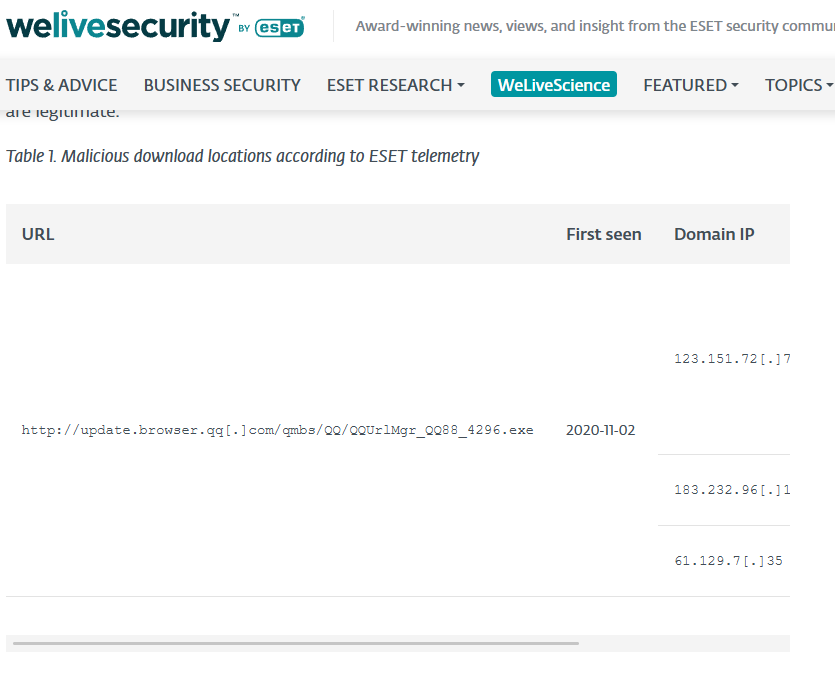 welivesecurity™ BY eset®
Award-winning news, views, and insight from the ESET security commu
TIPS & ADVICE BUSINESS SECURITY ESET RESEARCH WeLiveScience FEATURED TOPICS
are legitimate.
Table 1. Malicious download locations according to ESET telemetry
URL First seen Domain IP
123.151.72[.]7
http://update.browser.qq[.]com/qmbs/QQ/QQUrlMgr_QQ88_4296.exe 2020-11-02
183.232.96[.]1
61.129.7[.]35